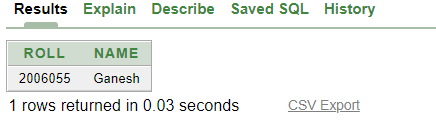 Results Explain Describe Saved SQL History
ROLL NAME
2006055 Ganesh
1 rows returned in 0.03 seconds CSV Export